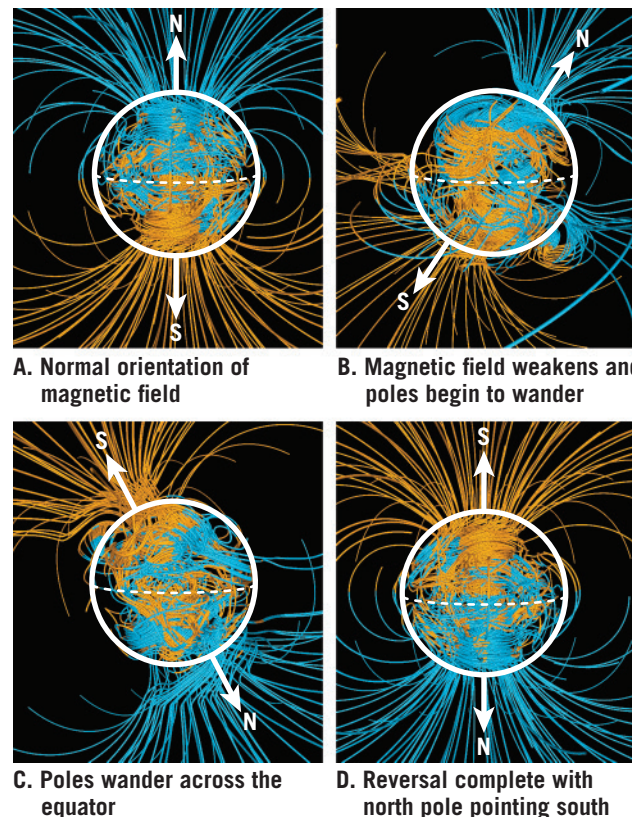 N
S
A. Normal orientation of
magnetic field
N
S
B. Magnetic field weakens and
poles begin to wander
S
N
C. Poles wander across the
equator
S
N
D. Reversal complete with
north pole pointing south